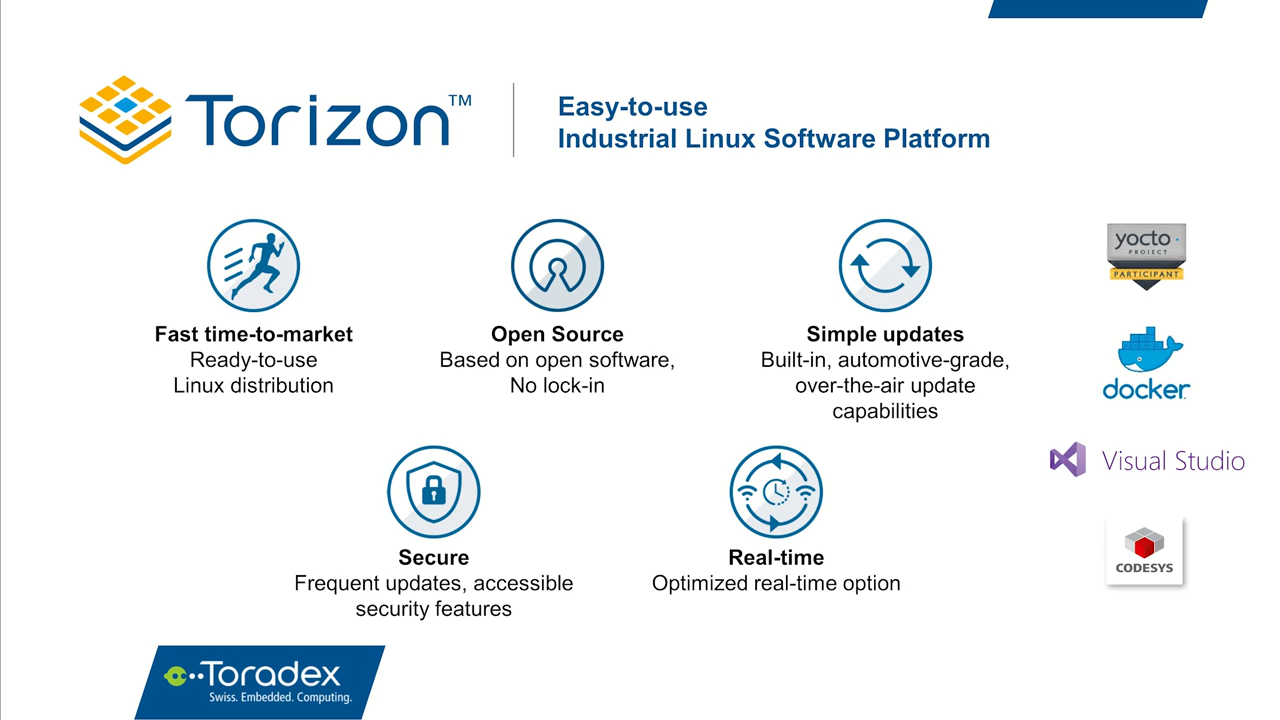 Torizon™
Easy-to-use
Industrial Linux Software Platform
Fast time-to-market
Ready-to-use
Linux distribution
Open Source
Based on open software,
No lock-in
Simple updates
Built-in, automotive-grade,
over-the-air update
capabilities
Secure
Frequent updates, accessible
security features
Real-time
Optimized real-time option
yocto
PROJECT
PARTICIPANT
docker
Visual Studio
CODESYS
Toradex
Swiss. Embedded. Computing.